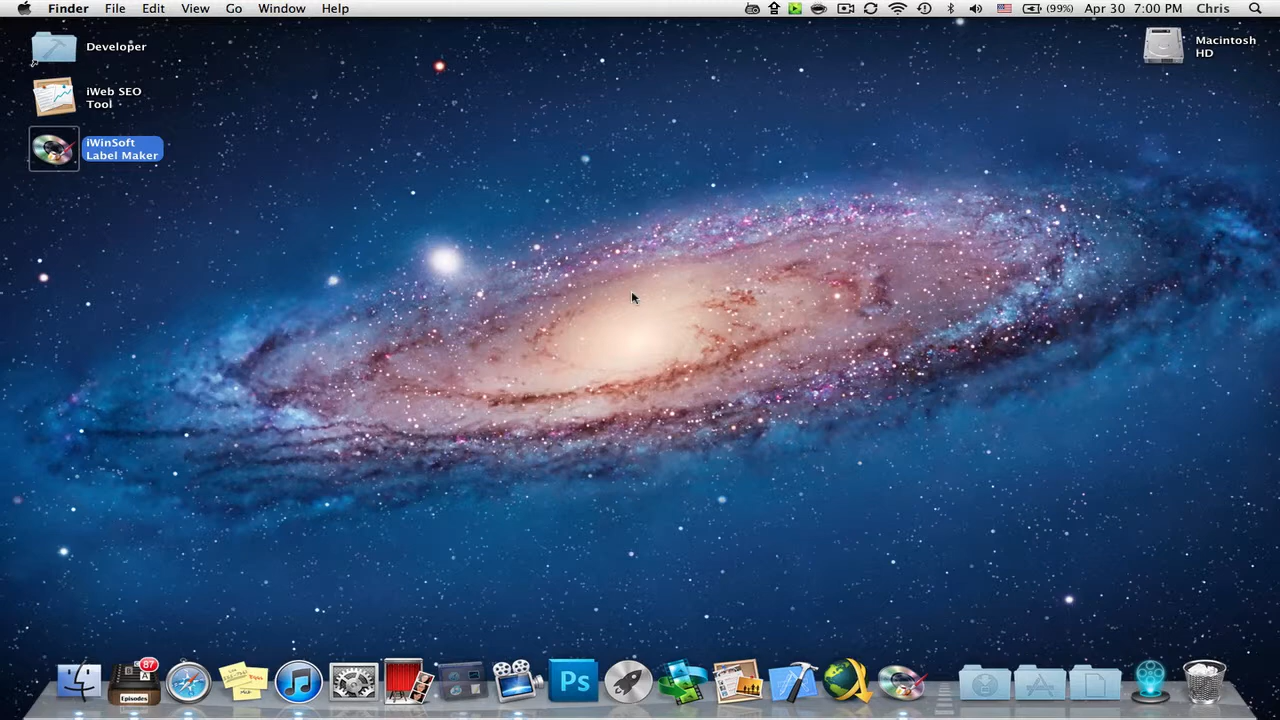 Finder File Edit View Go Window Help (99%) Apr 30 7:00 PM Chris
Developer
Macintosh
HD
iWeb SEO
Tool
iWinSoft
Label Maker
87
A
Episodes
Ps